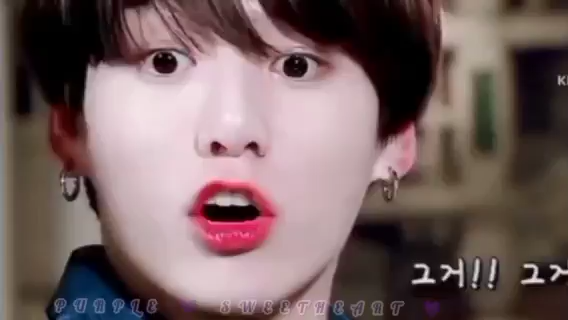 K
그거!! 그거
PURPLE 💜 SWEETHEART 💜